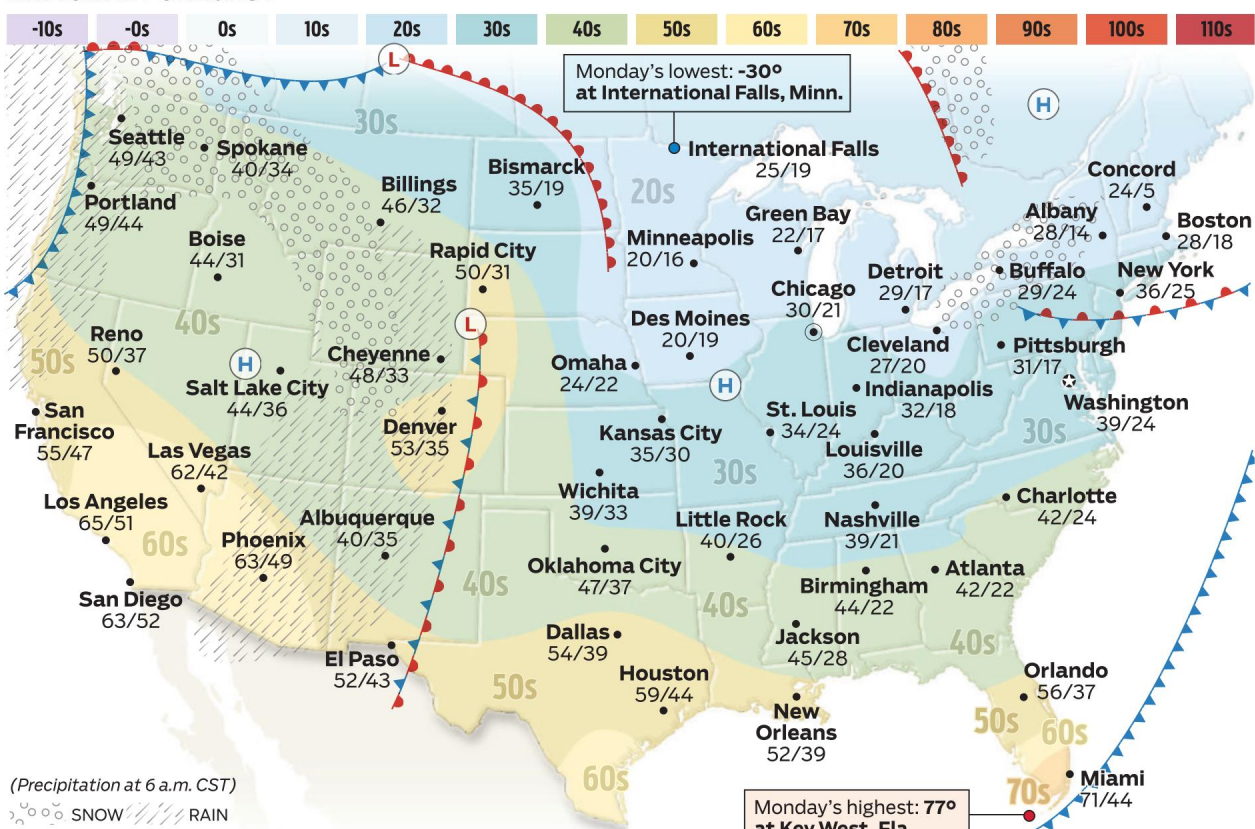 -10s -0s 0s 10s 20s 30s 40s 50s 60s 70s 80s 90s 100s 110s
L
Monday's lowest: -30º
at International Falls, Minn.
H
30s
Seattle
49/43
Spokane
40/34
International Falls
25/19
Bismarck
35/19
20s
Concord
24/5
Billings
46/32
Portland
49/44
Green Bay
22/17
Albany
28/14
Boston
28/18
Boise
44/31
Rapid City
50/31
Minneapolis
20/16
Detroit
29/17
Buffalo
29/24
New York
36/25
Chicago
30/21
40s
L
Des Moines
20/19
Reno
50/37
50s
H
Cheyenne
48/33
Omaha
24/22
Cleveland
27/20
Pittsburgh
31/17
Salt Lake City
44/36
H
Indianapolis
32/18
Washington
39/24
San
Francisco
55/47
Denver
53/35
St. Louis
34/24
Kansas City
35/30
Louisville
36/20
30s
Las Vegas
62/42
30s
Wichita
39/33
Los Angeles
65/51
Charlotte
42/24
Albuquerque
40/35
Little Rock
40/26
Nashville
39/21
60s
Phoenix
63/49
Oklahoma City
47/37
40s
Birmingham
44/22
Atlanta
42/22
San Diego
63/52
40s
Dallas
54/39
Jackson
45/28
40s
El Paso
52/43
Houston
59/44
50s
Orlando
56/37
New
Orleans
52/39
50s
60s
60s
70s
Miami
71/44
(Precipitation at 6 a.m. CST)
SNOW RAIN
Monday's highest: 77º
at Key West, Fla.